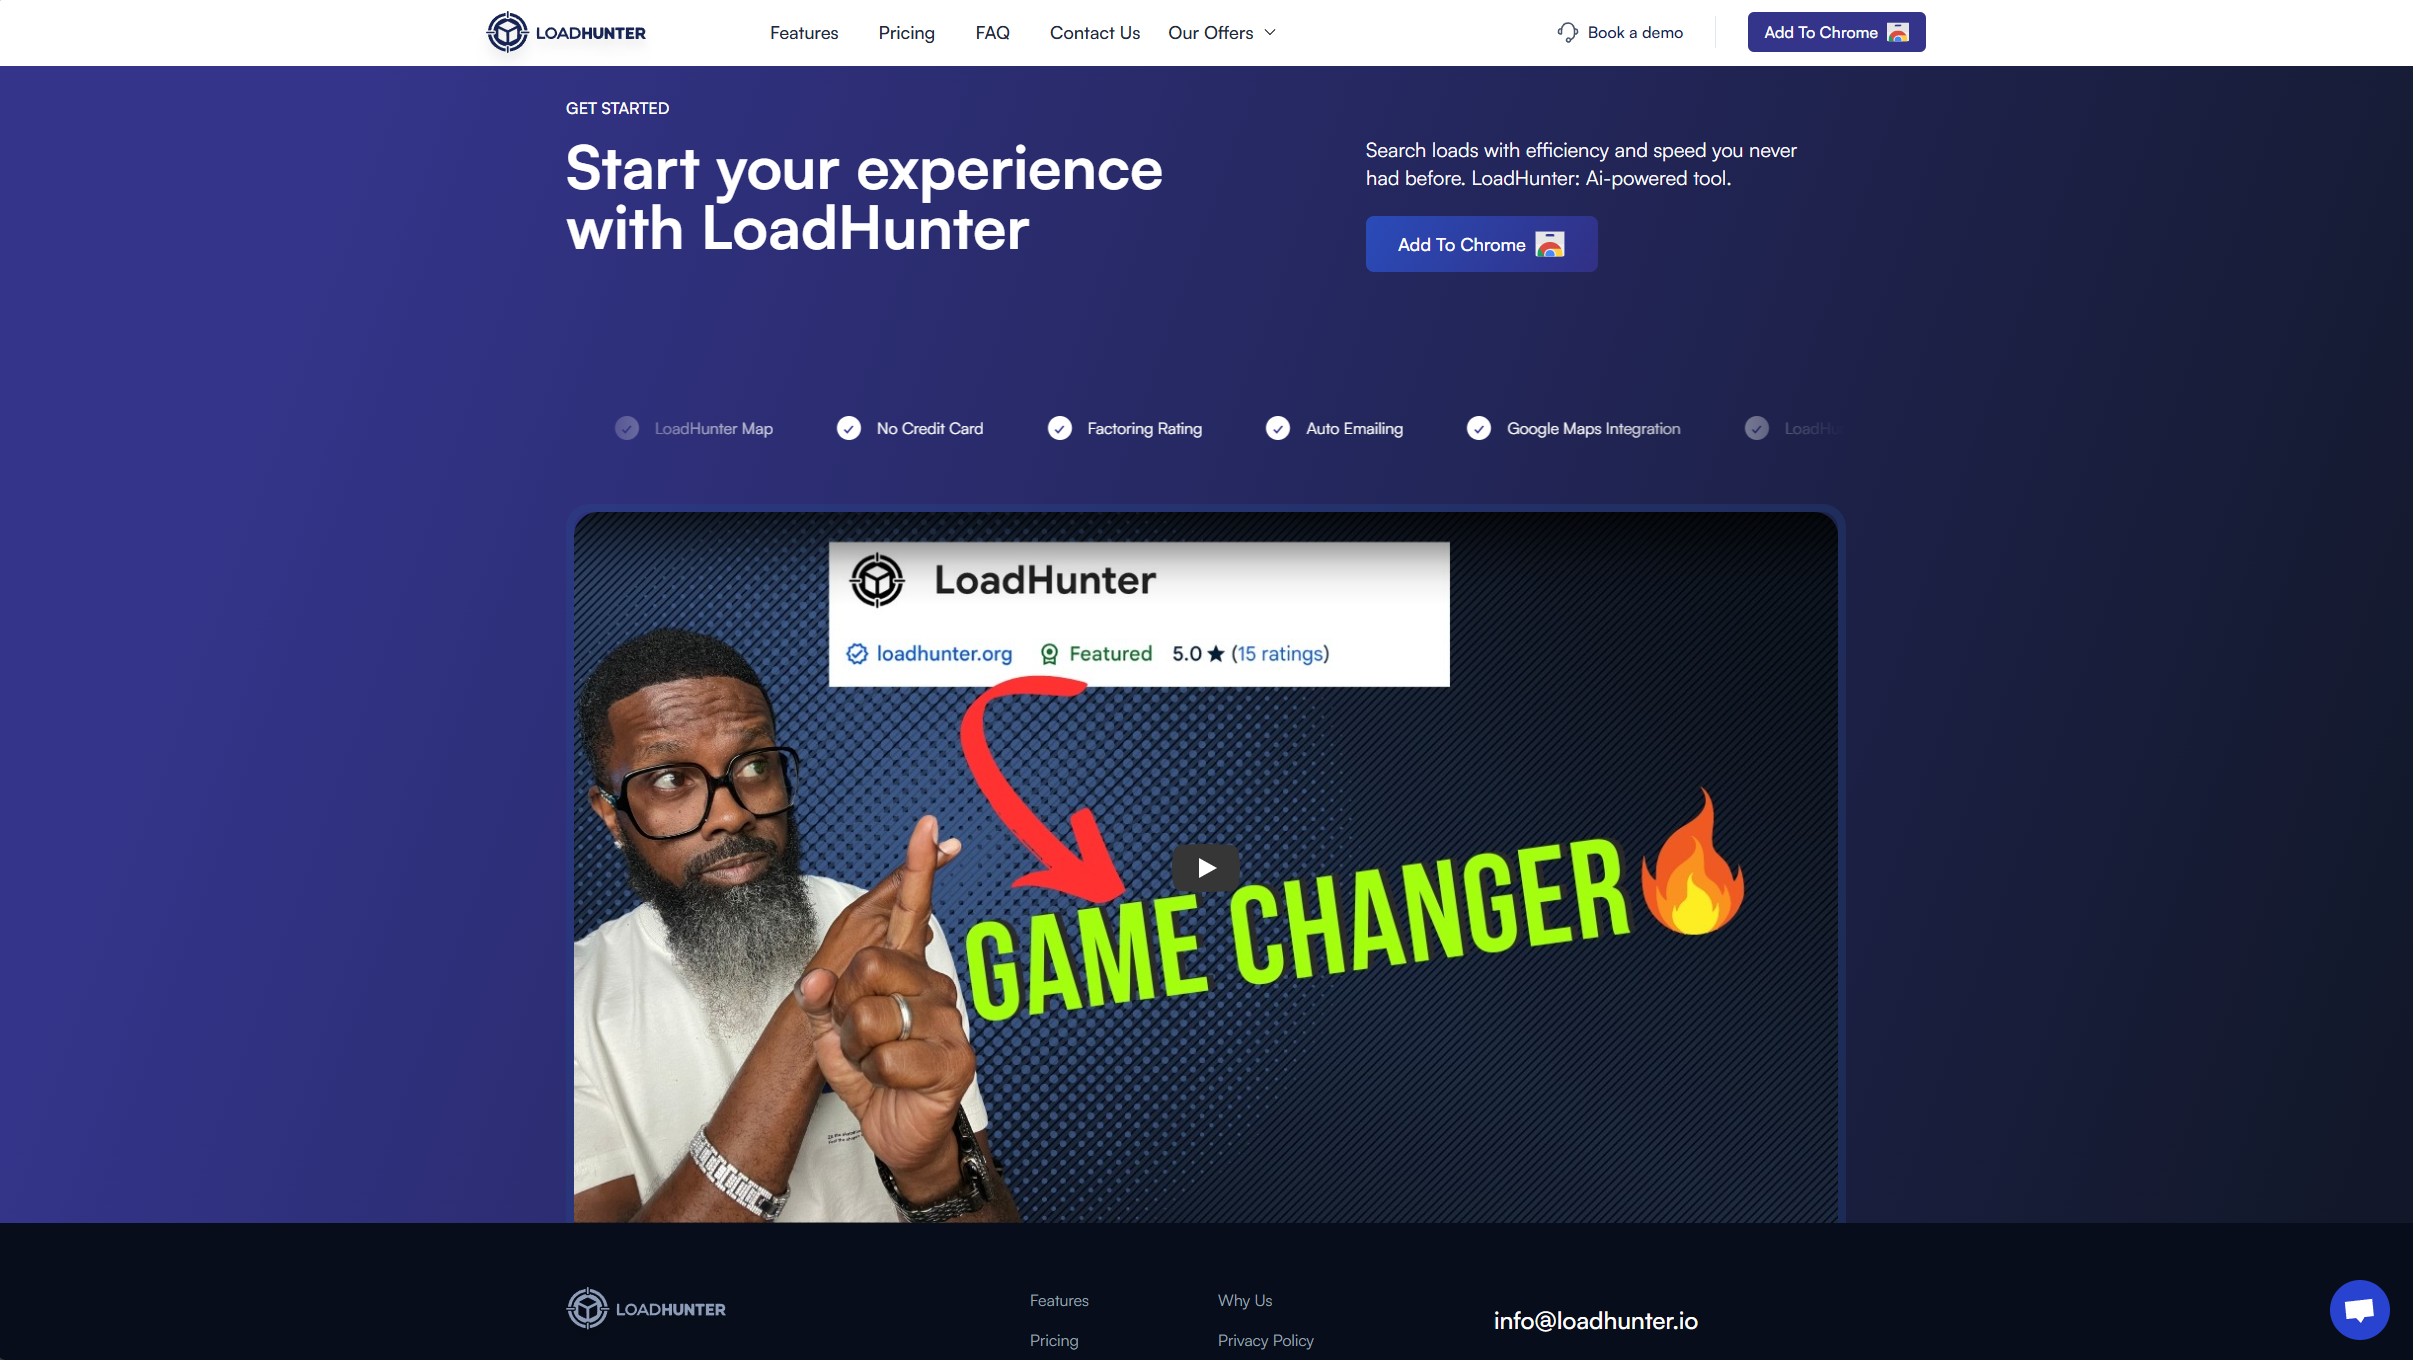 LOADHUNTER
Features
Pricing
FAQ
Contact Us
Our Offers
Book a demo
Add To Chrome
GET STARTED
Start your experience
with LoadHunter
Search loads with efficiency and speed you never
had before. LoadHunter: Ai-powered tool.
Add To Chrome
LoadHunter Map
No Credit Card
Factoring Rating
Auto Emailing
Google Maps Integration
LoadHu
LoadHunter
loadhunter.org
Featured
5.0 ★ (15 ratings)
GAME CHANGER
LOADHUNTER
Features
Why Us
info@loadhunter.io
Pricing
Privacy Policy